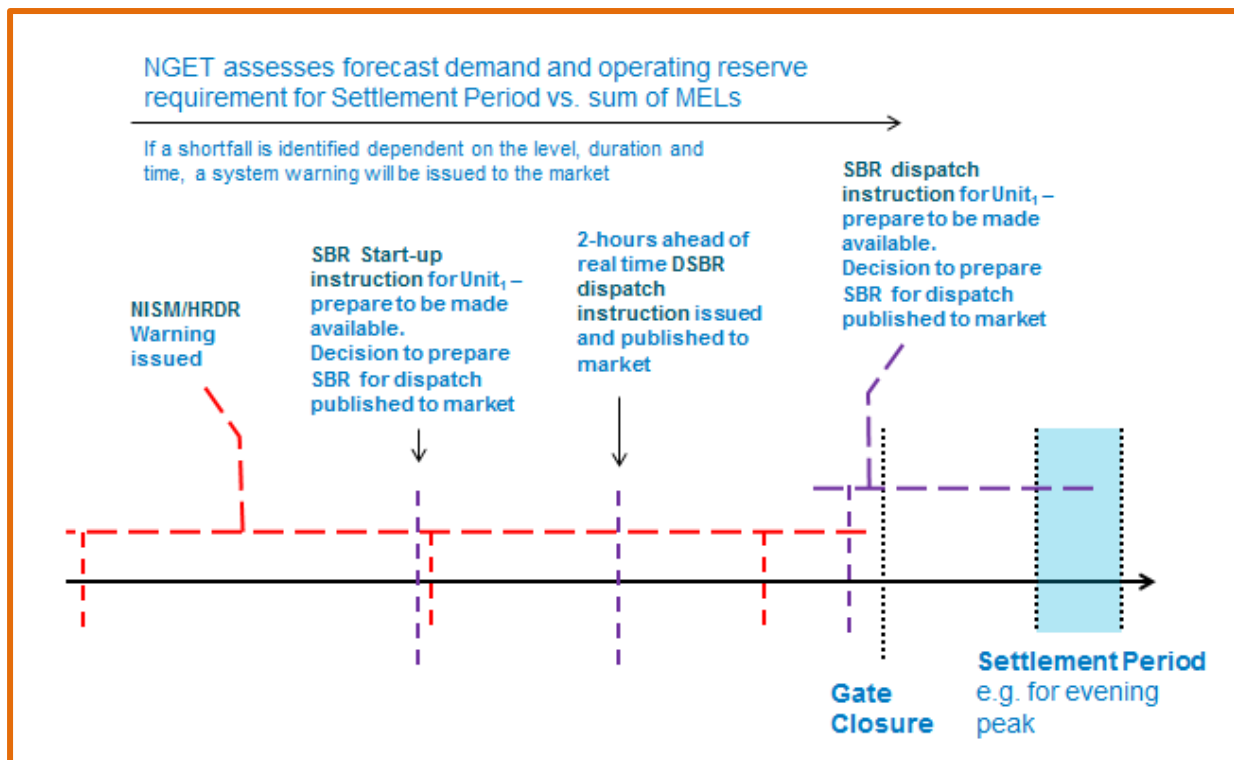 NGET assesses forecast demand and operating reserve
requirement for Settlement Period vs. sum of MELs
If a shortfall is identified dependent on the level, duration and
time, a system warning will be issued to the market
NISM/HRDR
Warning
issued
SBR Start-up
instruction for Unit₁ –
prepare to be made
available.
Decision to prepare
SBR for dispatch
published to market
2-hours ahead of
real time DSBR
dispatch
instruction issued
and published to
market
SBR dispatch
instruction for Unit₁ –
prepare to be made
available.
Decision to prepare
SBR for dispatch
published to market
Gate
Closure
Settlement Period
e.g. for evening
peak